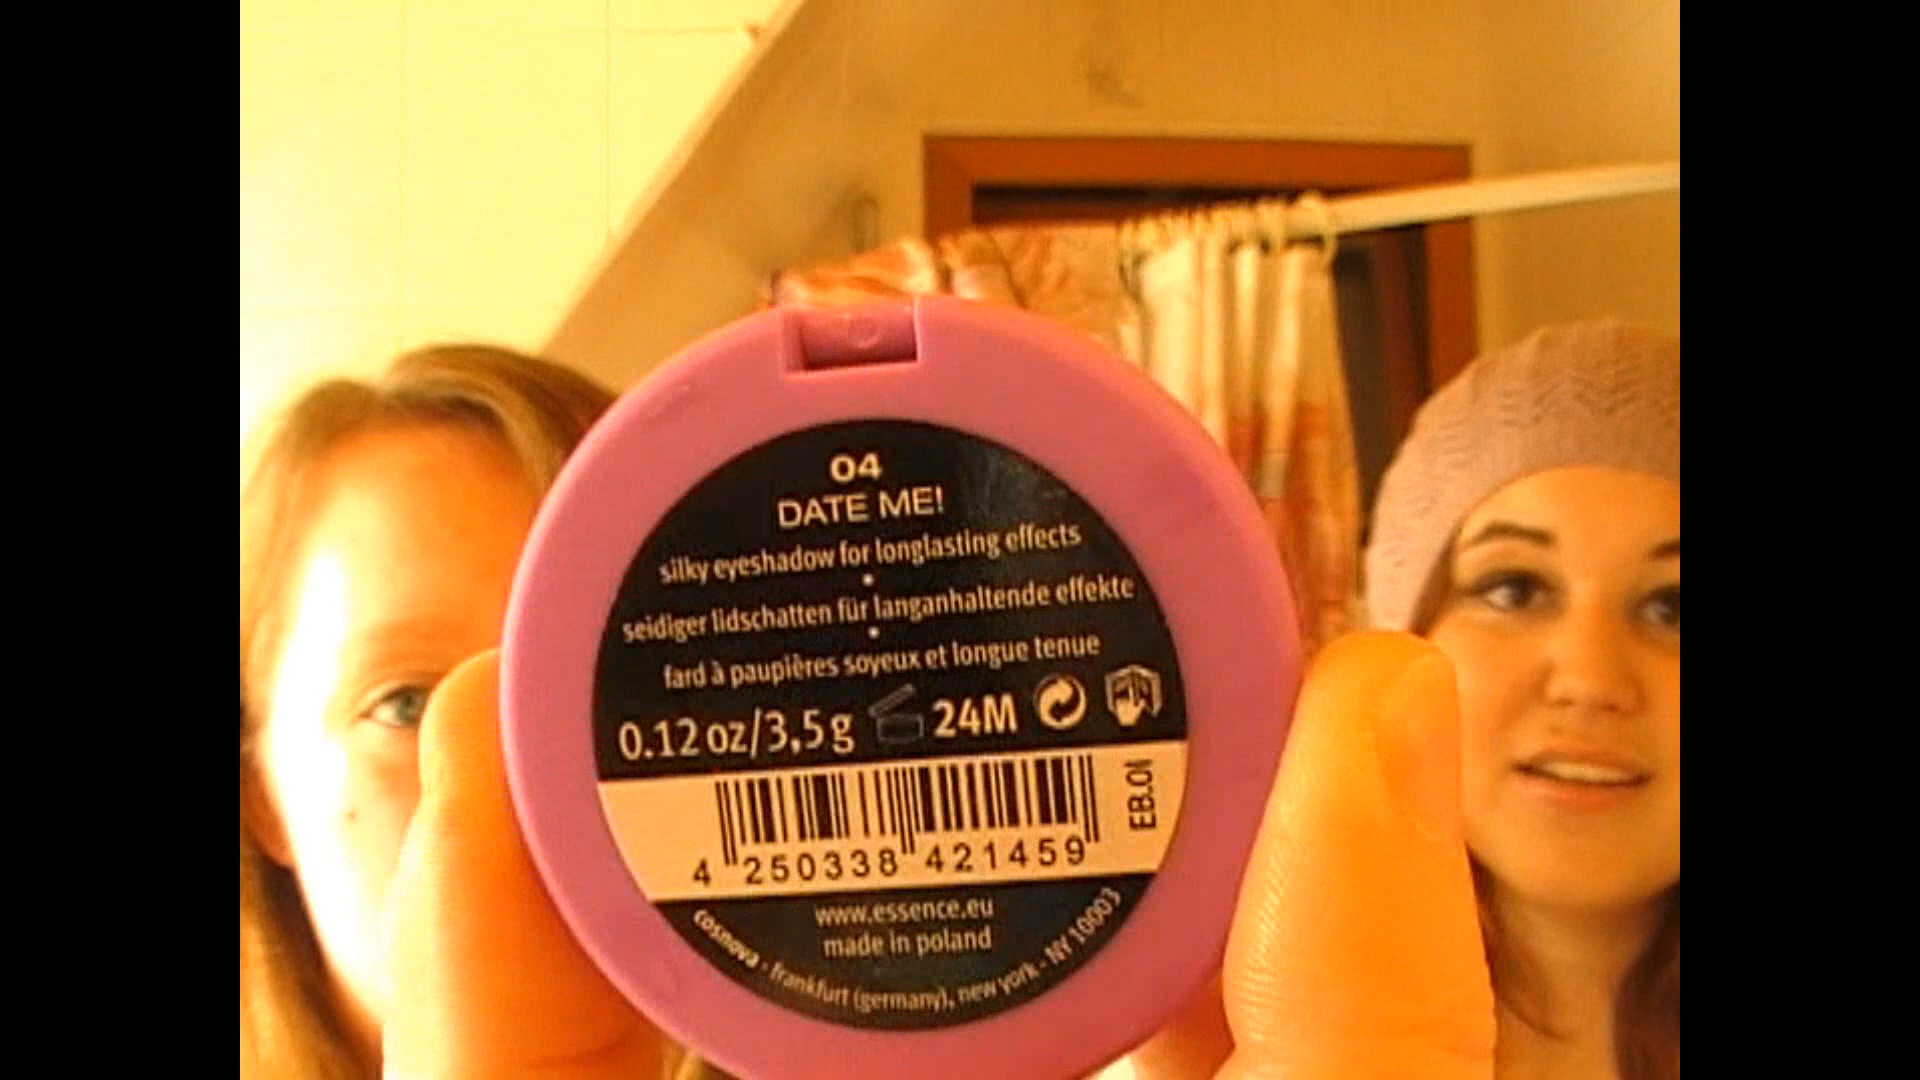 04
DATE ME!
silky eyeshadow for longlasting effects
•
seidiger lidschatten für langanhaltende effekte
•
fard à paupières soyeux et longue tenue
0.12 oz/3,5 g 24M
EB.01
4 250338 421459
www.essence.eu
made in poland
cosnova · frankfurt (germany), new york - NY 10003